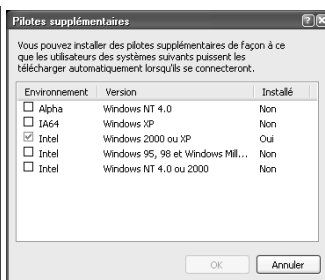 Pilotes supplémentaires
Vous pouvez installer des pilotes supplémentaires de façon à ce
que les utilisateurs des systèmes suivants puissent les
télécharger automatiquement lorsqu'ils se connecteront.
Environnement Version Installé
Alpha Windows NT 4.0 Non
IA64 Windows XP Non
Intel Windows 2000 ou XP Oui
Intel Windows 95, 98 et Windows Mill... Non
Intel Windows NT 4.0 ou 2000 Non
OK Annuler